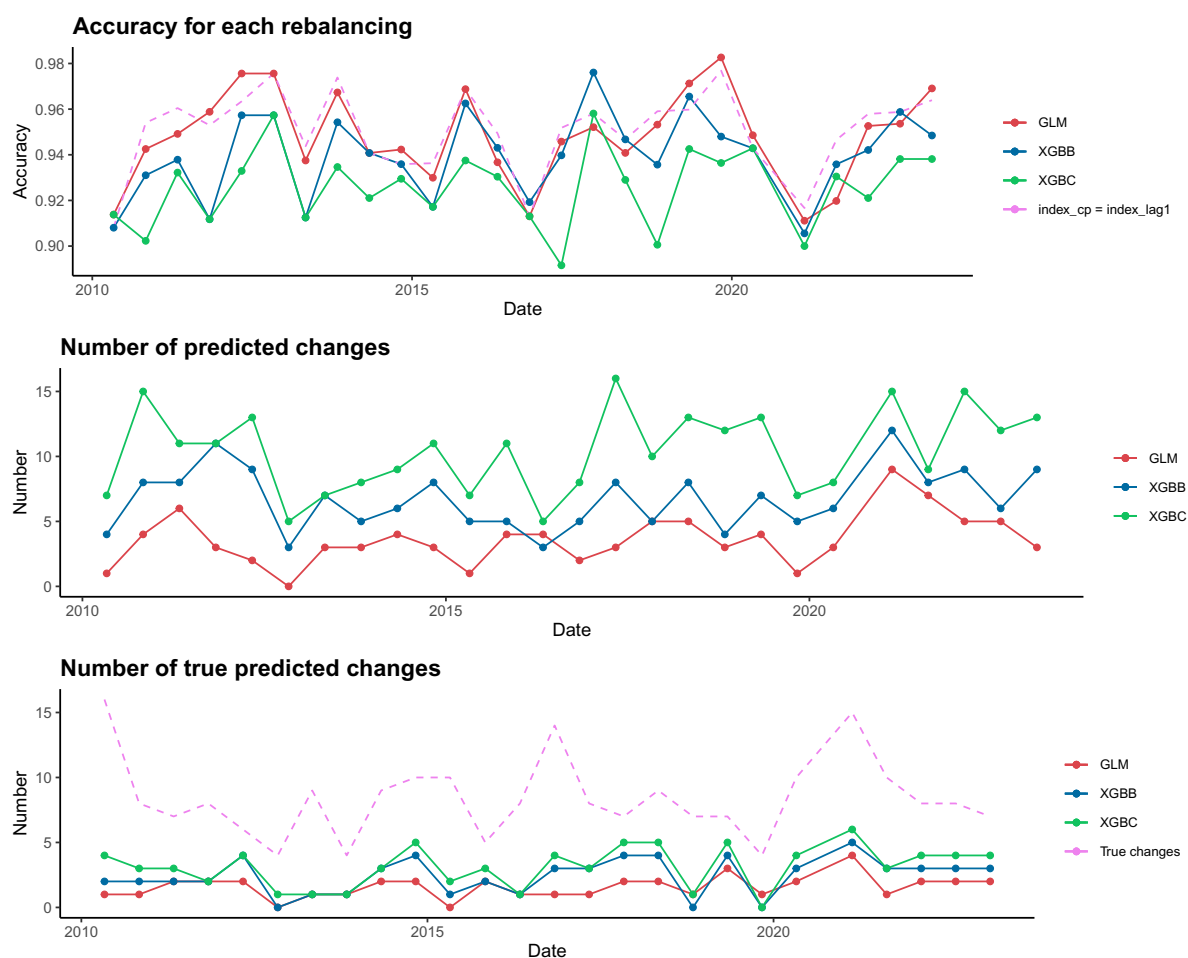 Accuracy for each rebalancing
0.98
0.96
0.94
0.92
0.90
Accuracy
2010
2015
2020
Date
GLM
XGBB
XGBC
index_cp = index_lag1
Number of predicted changes
15
10
5
0
Number
2010
2015
2020
Date
GLM
XGBB
XGBC
Number of true predicted changes
15
10
5
0
Number
2010
2015
2020
Date
GLM
XGBB
XGBC
True changes